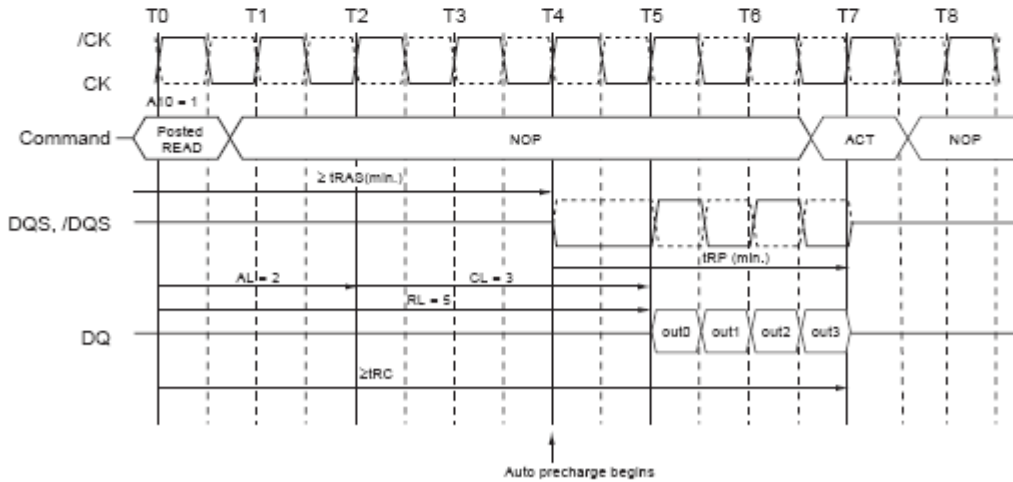 T0 T1 T2 T3 T4 T5 T6 T7 T8
/CK
CK
A10 = 1
Command Posted READ NOP ACT NOP
≥ tRAS(min.)
DQS, /DQS
tRP (min.)
AL = 2 CL = 3
RL = 5
DQ out0 out1 out2 out3
≥tRC
Auto precharge begins